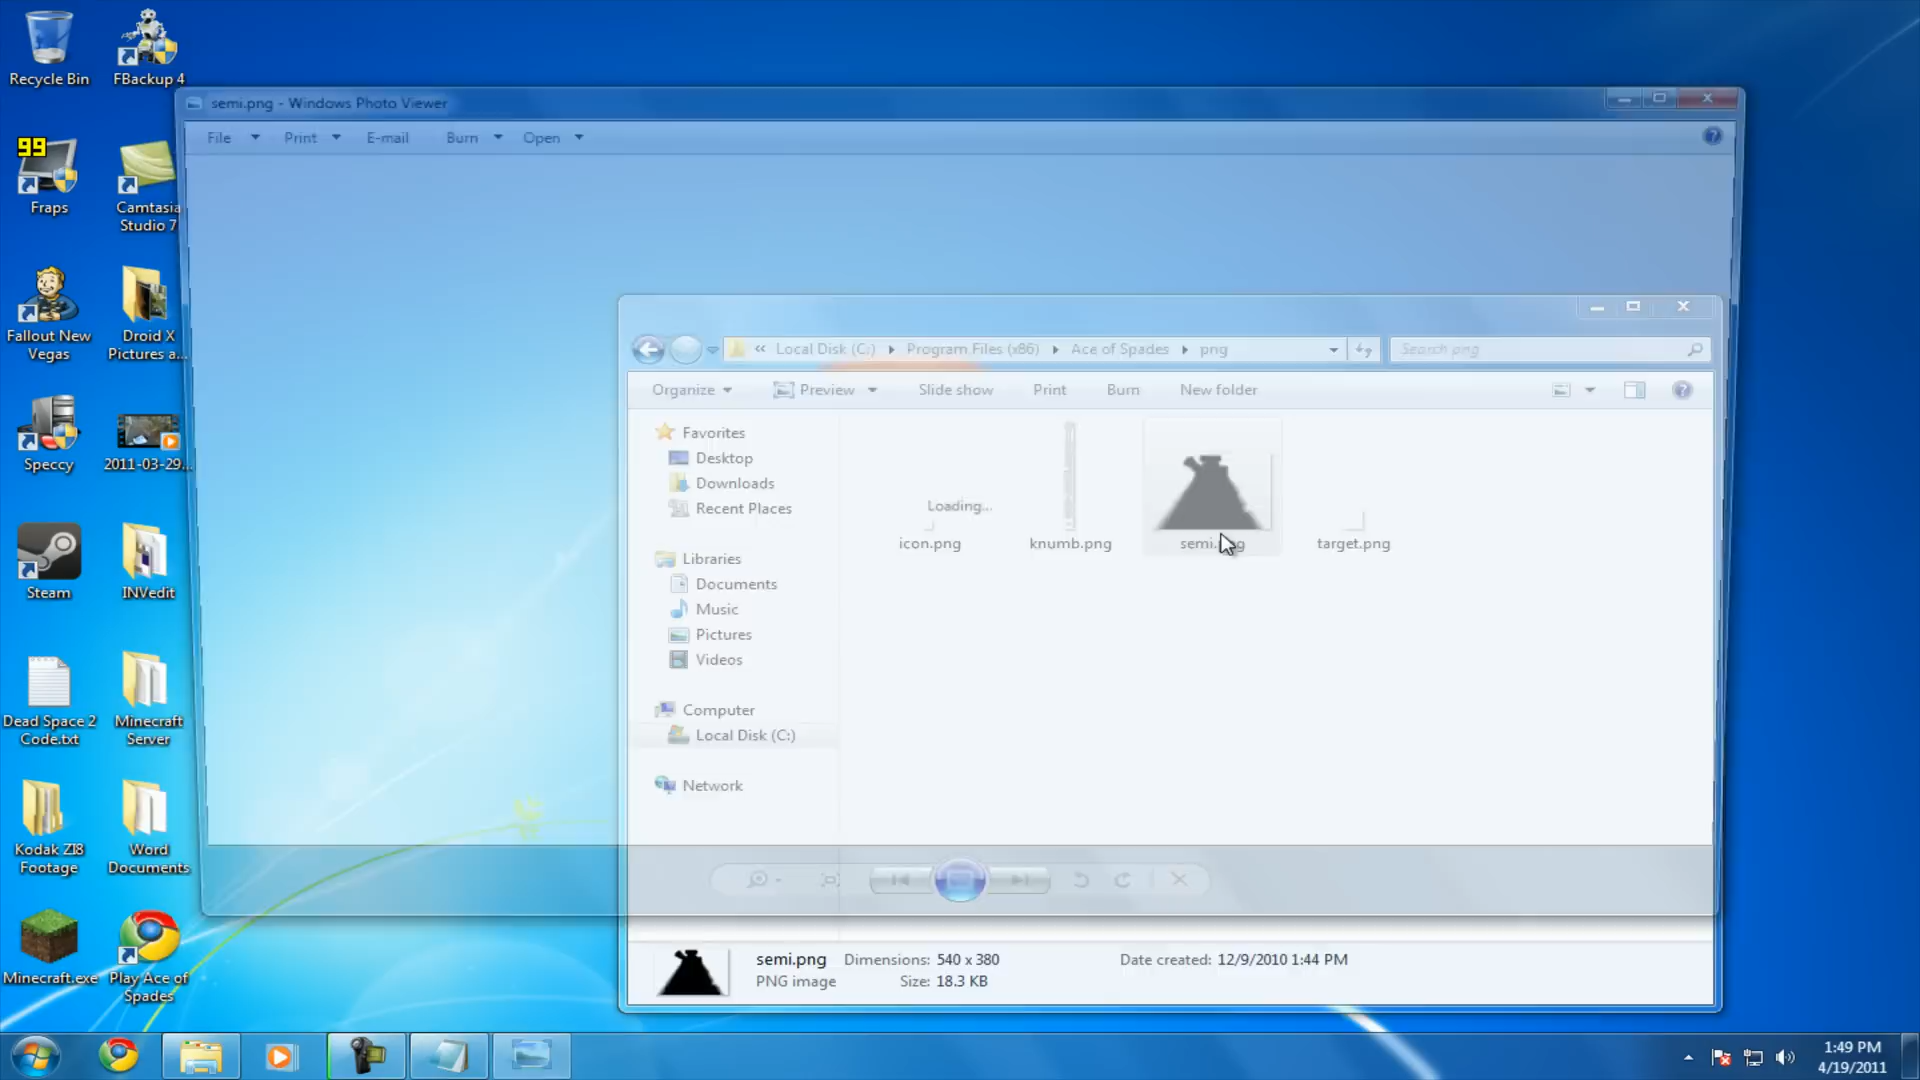 Recycle Bin
FBackup 4
99
Fraps
Camtasia
Studio 7
Fallout New
Vegas
Droid X
Pictures a...
Speccy
2011-03-29...
Steam
INVedit
Dead Space 2
Code.txt
Minecraft
Server
Kodak ZI8
Footage
Word
Documents
Minecraft.exe
Play Ace of
Spades
semi.png - Windows Photo Viewer
File Print E-mail Burn Open
« Local Disk (C:) Program Files (x86) Ace of Spades png
Search png
Organize Preview Slide show Print Burn New folder
Favorites
Desktop
Downloads
Recent Places
Libraries
Documents
Music
Pictures
Videos
Computer
Local Disk (C:)
Network
Loading...
icon.png
knumb.png
semi.png
target.png
semi.png Dimensions: 540 x 380 Date created: 12/9/2010 1:44 PM
PNG image Size: 18.3 KB
1:49 PM
4/19/2011